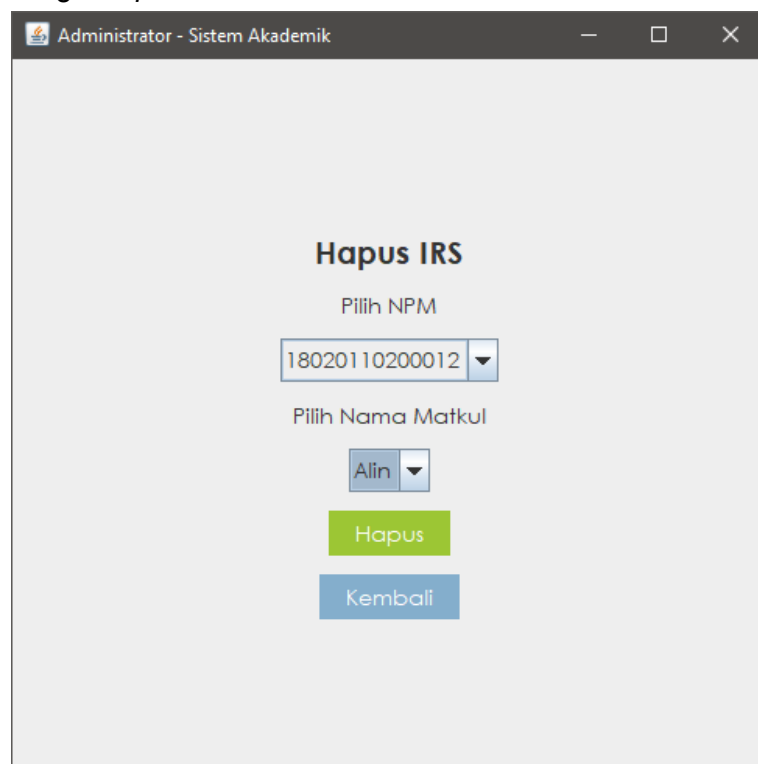 Administrator - Sistem Akademik
Hapus IRS
Pilih NPM
18020110200012
Pilih Nama Matkul
Alin
Hapus
Kembali